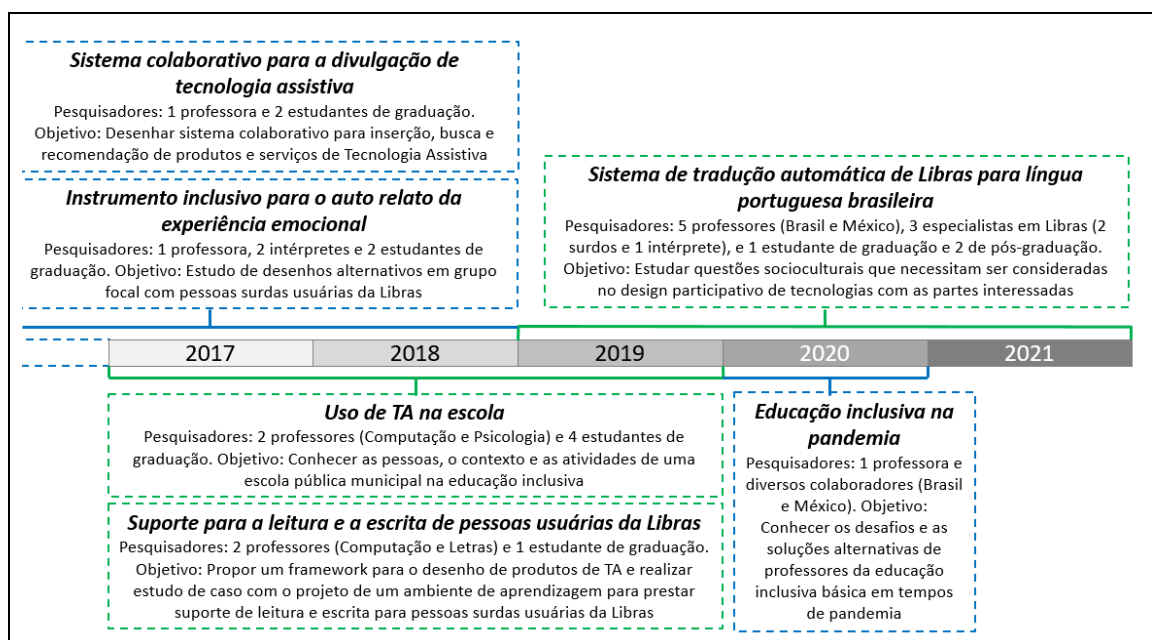 Sistema colaborativo para a divulgação de
tecnologia assistiva
Pesquisadores: 1 professora e 2 estudantes de graduação.
Objetivo: Desenhar sistema colaborativo para inserção, busca e
recomendação de produtos e serviços de Tecnologia Assistiva
Instrumento inclusivo para o auto relato da
experiência emocional
Pesquisadores: 1 professora, 2 intérpretes e 2 estudantes de
graduação. Objetivo: Estudo de desenhos alternativos em grupo
focal com pessoas surdas usuárias da Libras
Sistema de tradução automática de Libras para língua
portuguesa brasileira
Pesquisadores: 5 professores (Brasil e México), 3 especialistas em Libras (2
surdos e 1 intérprete), e 1 estudante de graduação e 2 de pós-graduação.
Objetivo: Estudar questões socioculturais que necessitam ser consideradas
no design participativo de tecnologias com as partes interessadas
2017 2018 2019 2020 2021
Uso de TA na escola
Pesquisadores: 2 professores (Computação e Psicologia) e 4 estudantes de
graduação. Objetivo: Conhecer as pessoas, o contexto e as atividades de uma
escola pública municipal na educação inclusiva
Suporte para a leitura e a escrita de pessoas usuárias da Libras
Pesquisadores: 2 professores (Computação e Letras) e 1 estudante de graduação.
Objetivo: Propor um framework para o desenho de produtos de TA e realizar
estudo de caso com o projeto de um ambiente de aprendizagem para prestar
suporte de leitura e escrita para pessoas surdas usuárias da Libras
Educação inclusiva na
pandemia
Pesquisadores: 1 professora e
diversos colaboradores (Brasil
e México). Objetivo:
Conhecer os desafios e as
soluções alternativas de
professores da educação
inclusiva básica em tempos
de pandemia